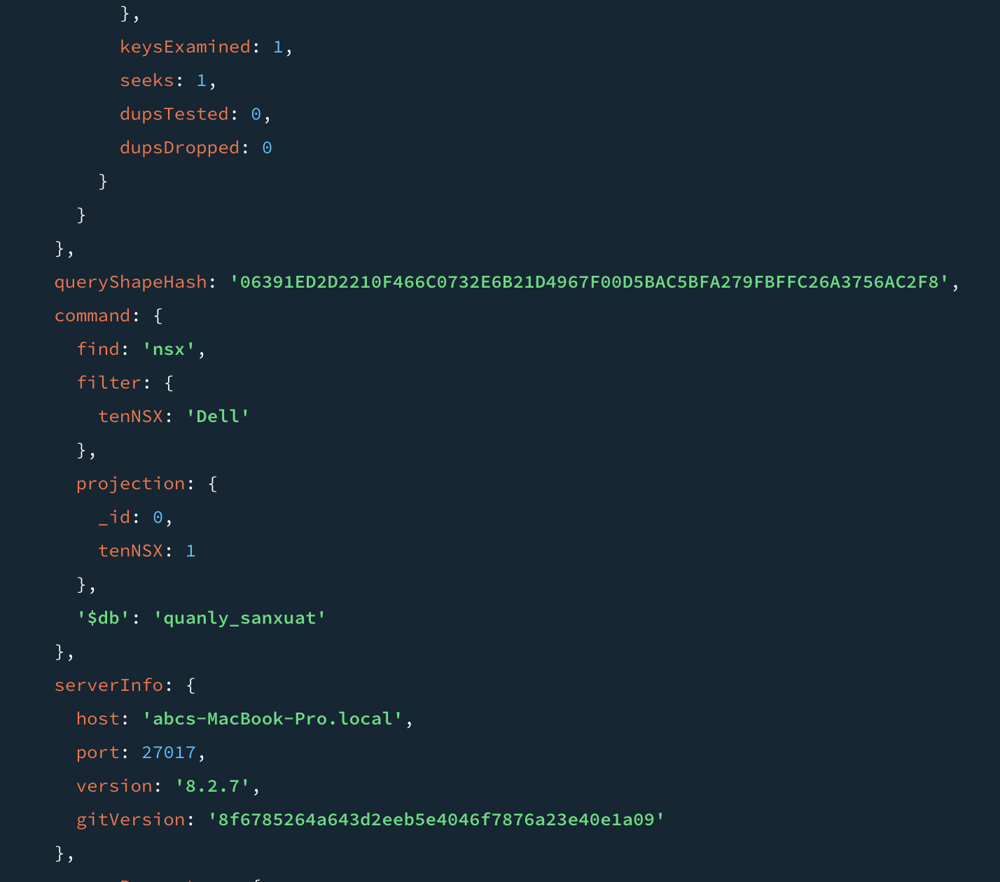 },
keysExamined: 1,
seeks: 1,
dupsTested: 0,
dupsDropped: 0
}
}
},
queryShapeHash: '06391ED2D2210F466C0732E6B21D4967F00D5BAC5BFA279FBFFC26A3756AC2F8',
command: {
find: 'nsx',
filter: {
tenNSX: 'Dell'
},
projection: {
_id: 0,
tenNSX: 1
},
'$db': 'quanly_sanxuat'
},
serverInfo: {
host: 'abcs-MacBook-Pro.local',
port: 27017,
version: '8.2.7',
gitVersion: '8f6785264a643d2eeb5e4046f7876a23e40e1a09'
},